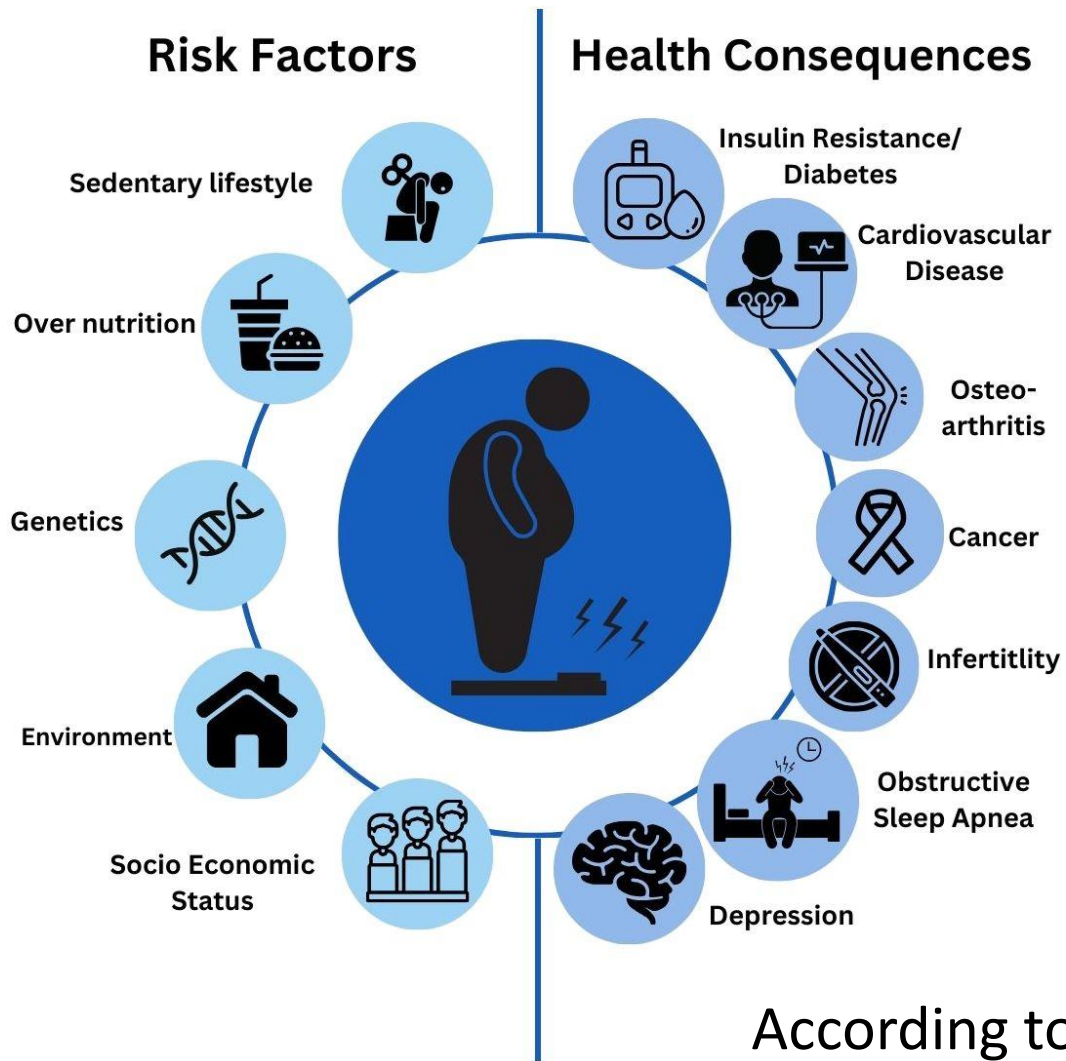 Risk Factors
Health Consequences
Sedentary lifestyle
Over nutrition
Genetics
Environment
Socio Economic
Status
Insulin Resistance/
Diabetes
Cardiovascular
Disease
Osteo-
arthritis
Cancer
Infertitlity
Obstructive
Sleep Apnea
Depression
According to